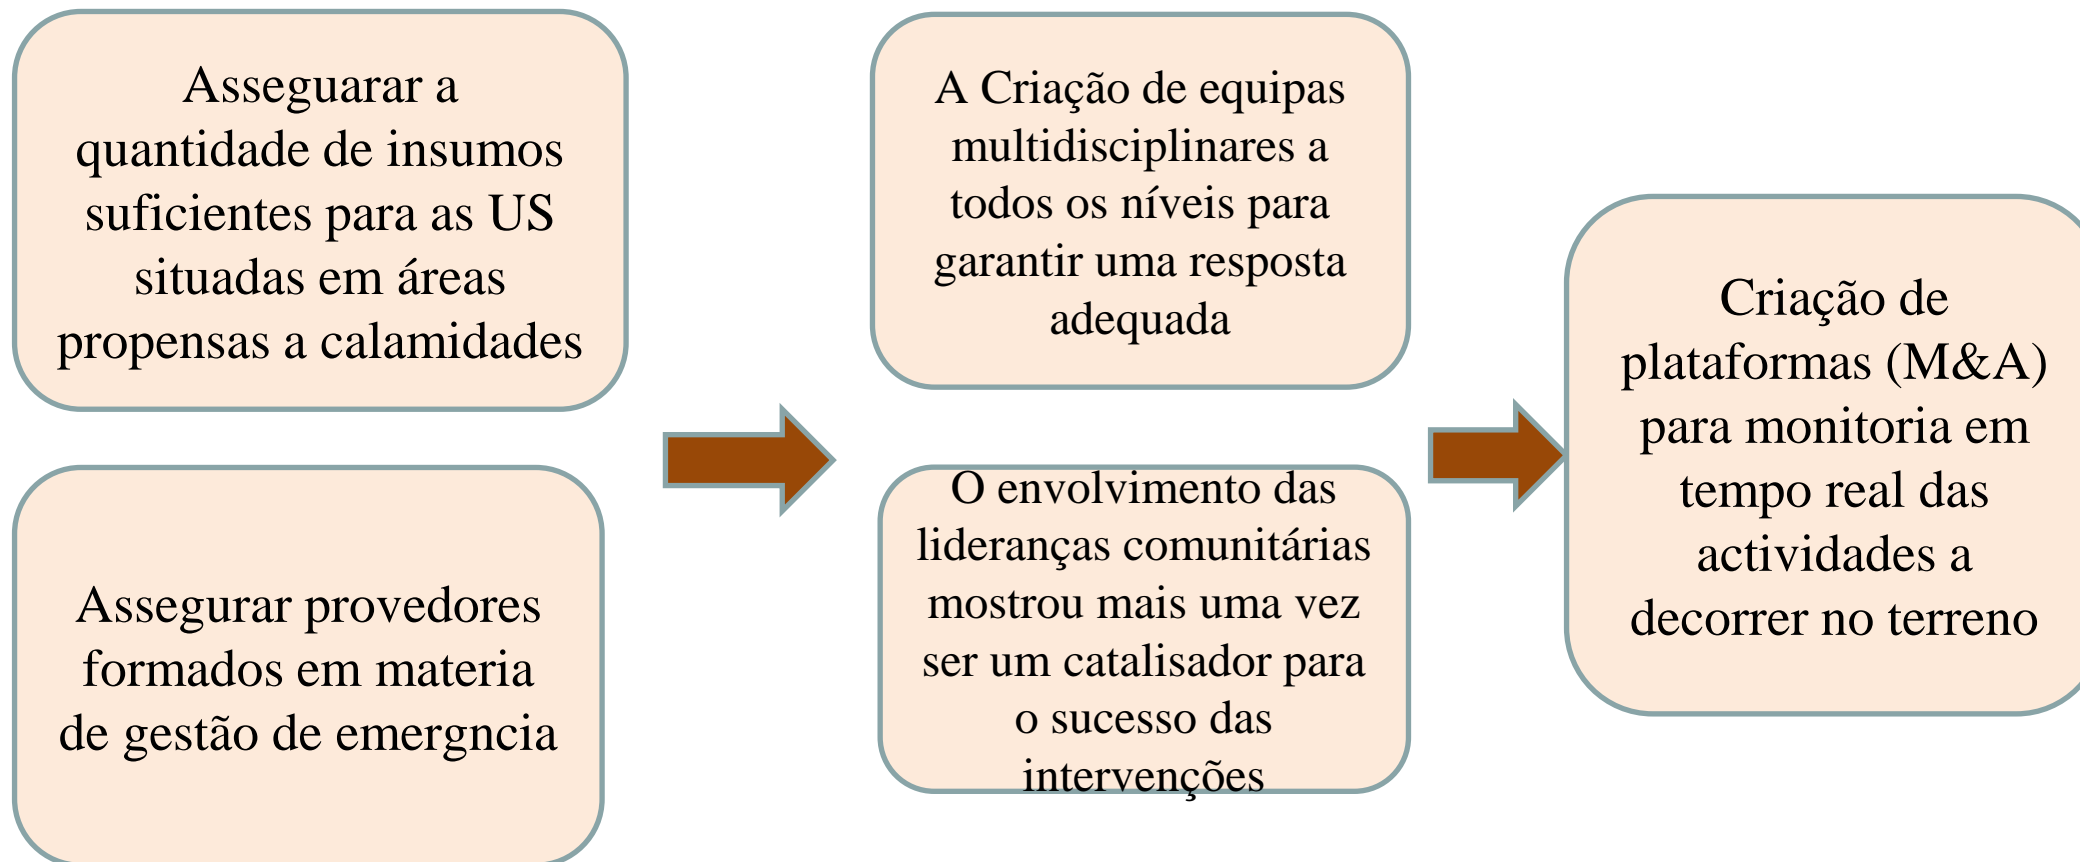 Asseguarar a
quantidade de insumos
suficientes para as US
situadas em áreas
propensas a calamidades
Assegurar provedores
formados em materia
de gestão de emergncia
A Criação de equipas
multidisciplinares a
todos os níveis para
garantir uma resposta
adequada
O envolvimento das
lideranças comunitárias
mostrou mais uma vez
ser um catalisador para
o sucesso das
intervenções
Criação de
plataformas (M&A)
para monitoria em
tempo real das
actividades a
decorrer no terreno